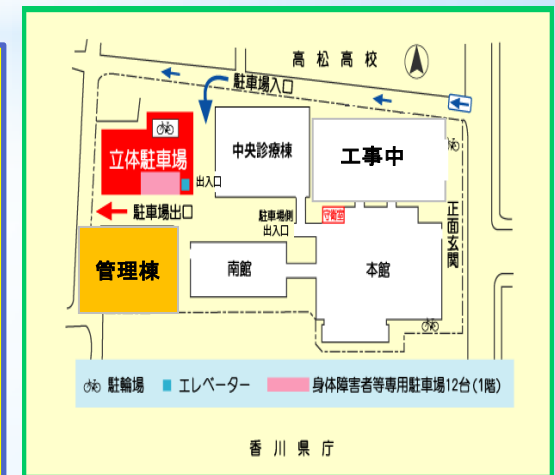 高松高校
駐車場入口
立体駐車場
中央診療棟
工事中
出入口
駐車場出口
駐車場側
出入口
守衛室
正面玄関
管理棟
南館
本館
駐輪場 エレベーター 身体障害者等専用駐車場12台(1階)
香川県庁